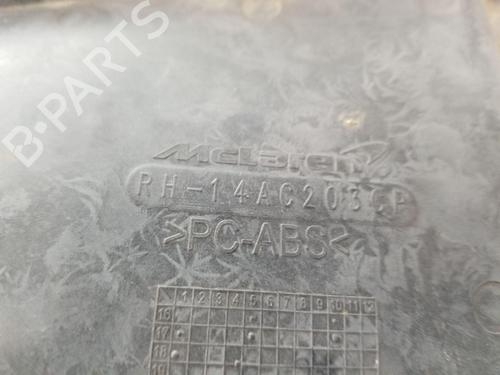 B-PARTS
McLaren
RH-14AC203CP
>PC-ABS<
1 2 3 4 5 6 7 8 9 10 11 12
16
17
18
19